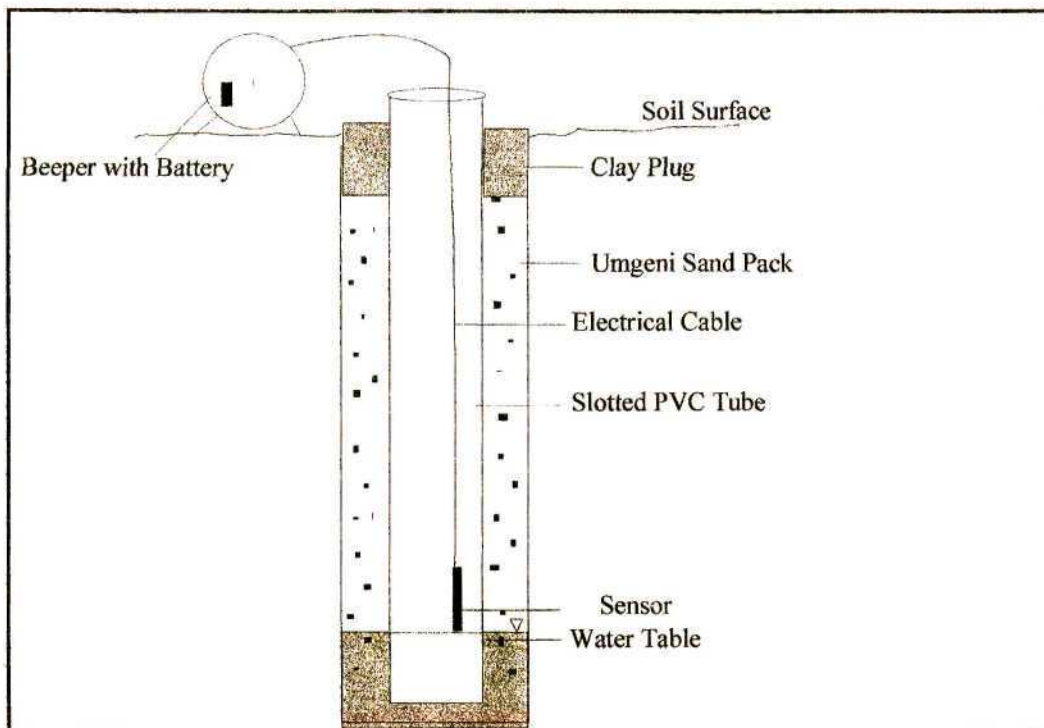 Soil Surface
Beeper with Battery
Clay Plug
Umgeni Sand Pack
Electrical Cable
Slotted PVC Tube
Sensor
Water Table